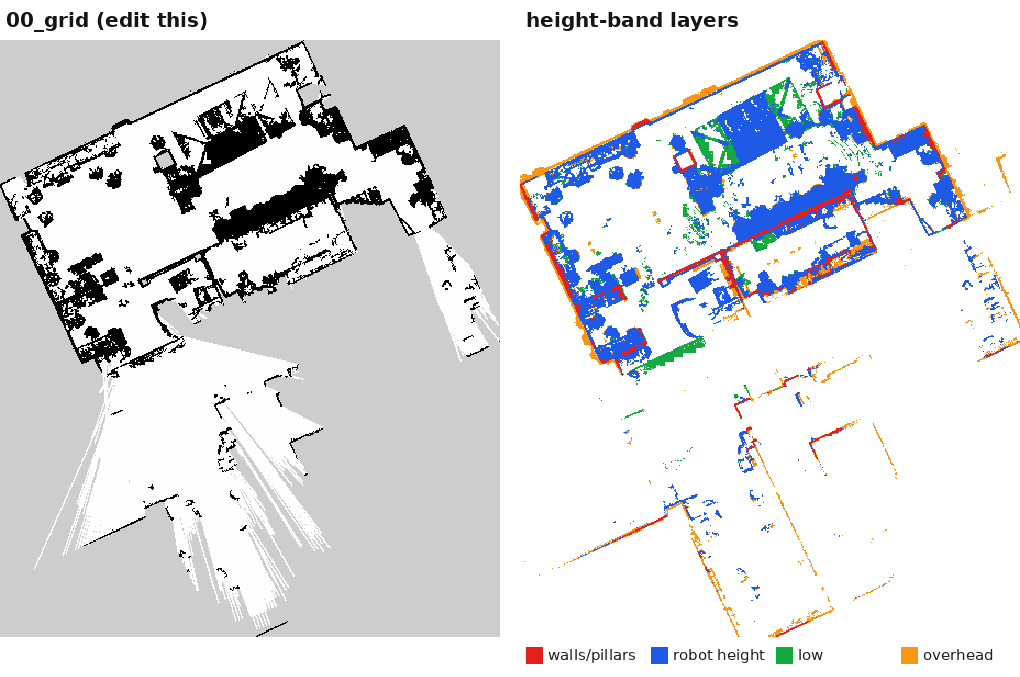 00_grid (edit this)
height-band layers
walls/pillars
robot height
low
overhead